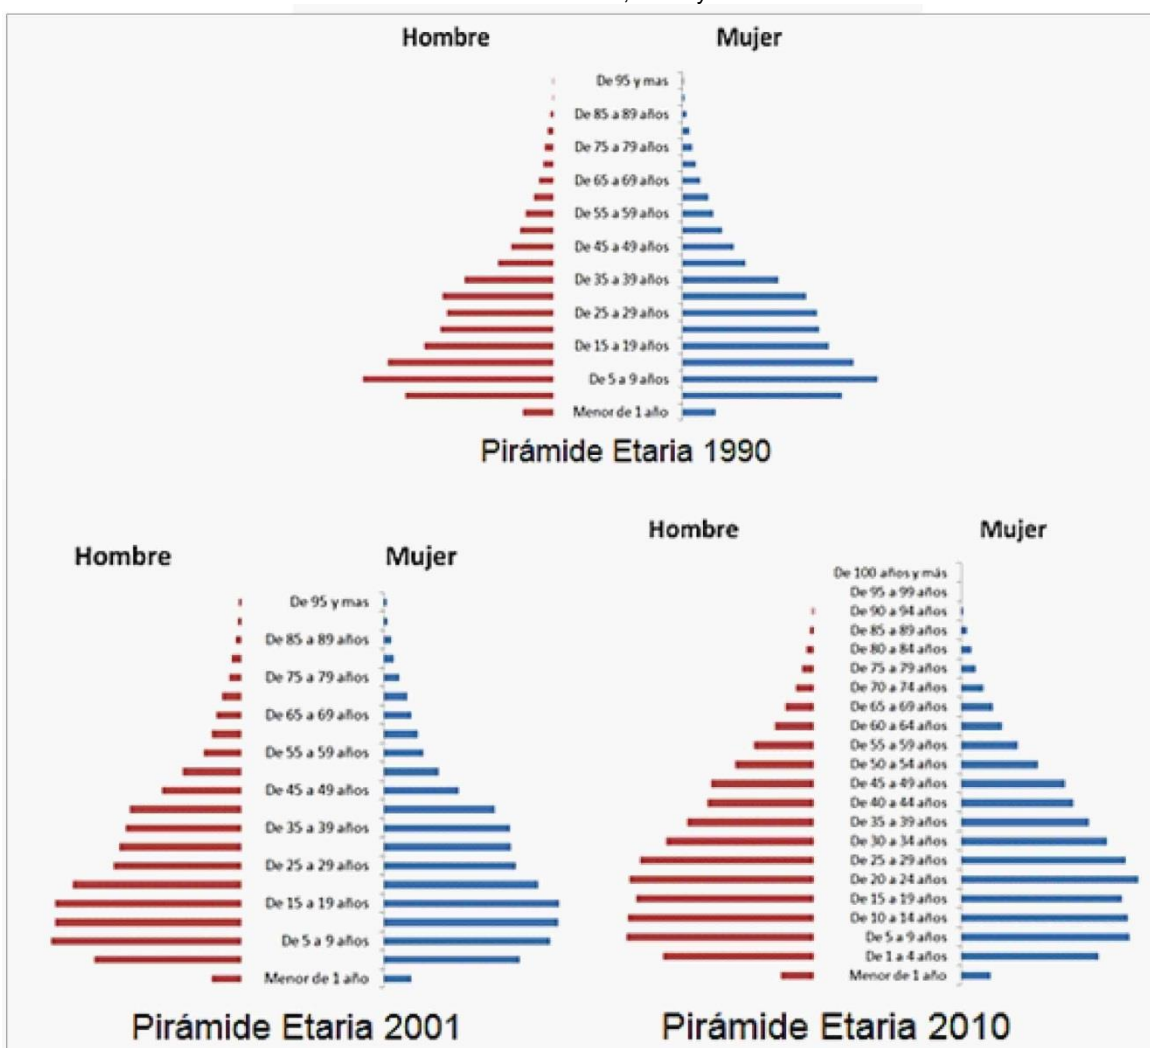 Hombre Mujer
De 95 y mas
De 85 a 89 años
De 75 a 79 años
De 65 a 69 años
De 55 a 59 años
De 45 a 49 años
De 35 a 39 años
De 25 a 29 años
De 15 a 19 años
De 5 a 9 años
Menor de 1 año
Pirámide Etaria 1990
Hombre Mujer
De 95 y mas
De 85 a 89 años
De 75 a 79 años
De 65 a 69 años
De 55 a 59 años
De 45 a 49 años
De 35 a 39 años
De 25 a 29 años
De 15 a 19 años
De 5 a 9 años
Menor de 1 año
Pirámide Etaria 2001
Hombre Mujer
De 100 años y más
De 95 a 99 años
De 90 a 94 años
De 85 a 89 años
De 80 a 84 años
De 75 a 79 años
De 70 a 74 años
De 65 a 69 años
De 60 a 64 años
De 55 a 59 años
De 50 a 54 años
De 45 a 49 años
De 40 a 44 años
De 35 a 39 años
De 30 a 34 años
De 25 a 29 años
De 20 a 24 años
De 15 a 19 años
De 10 a 14 años
De 5 a 9 años
De 1 a 4 años
Menor de 1 año
Pirámide Etaria 2010